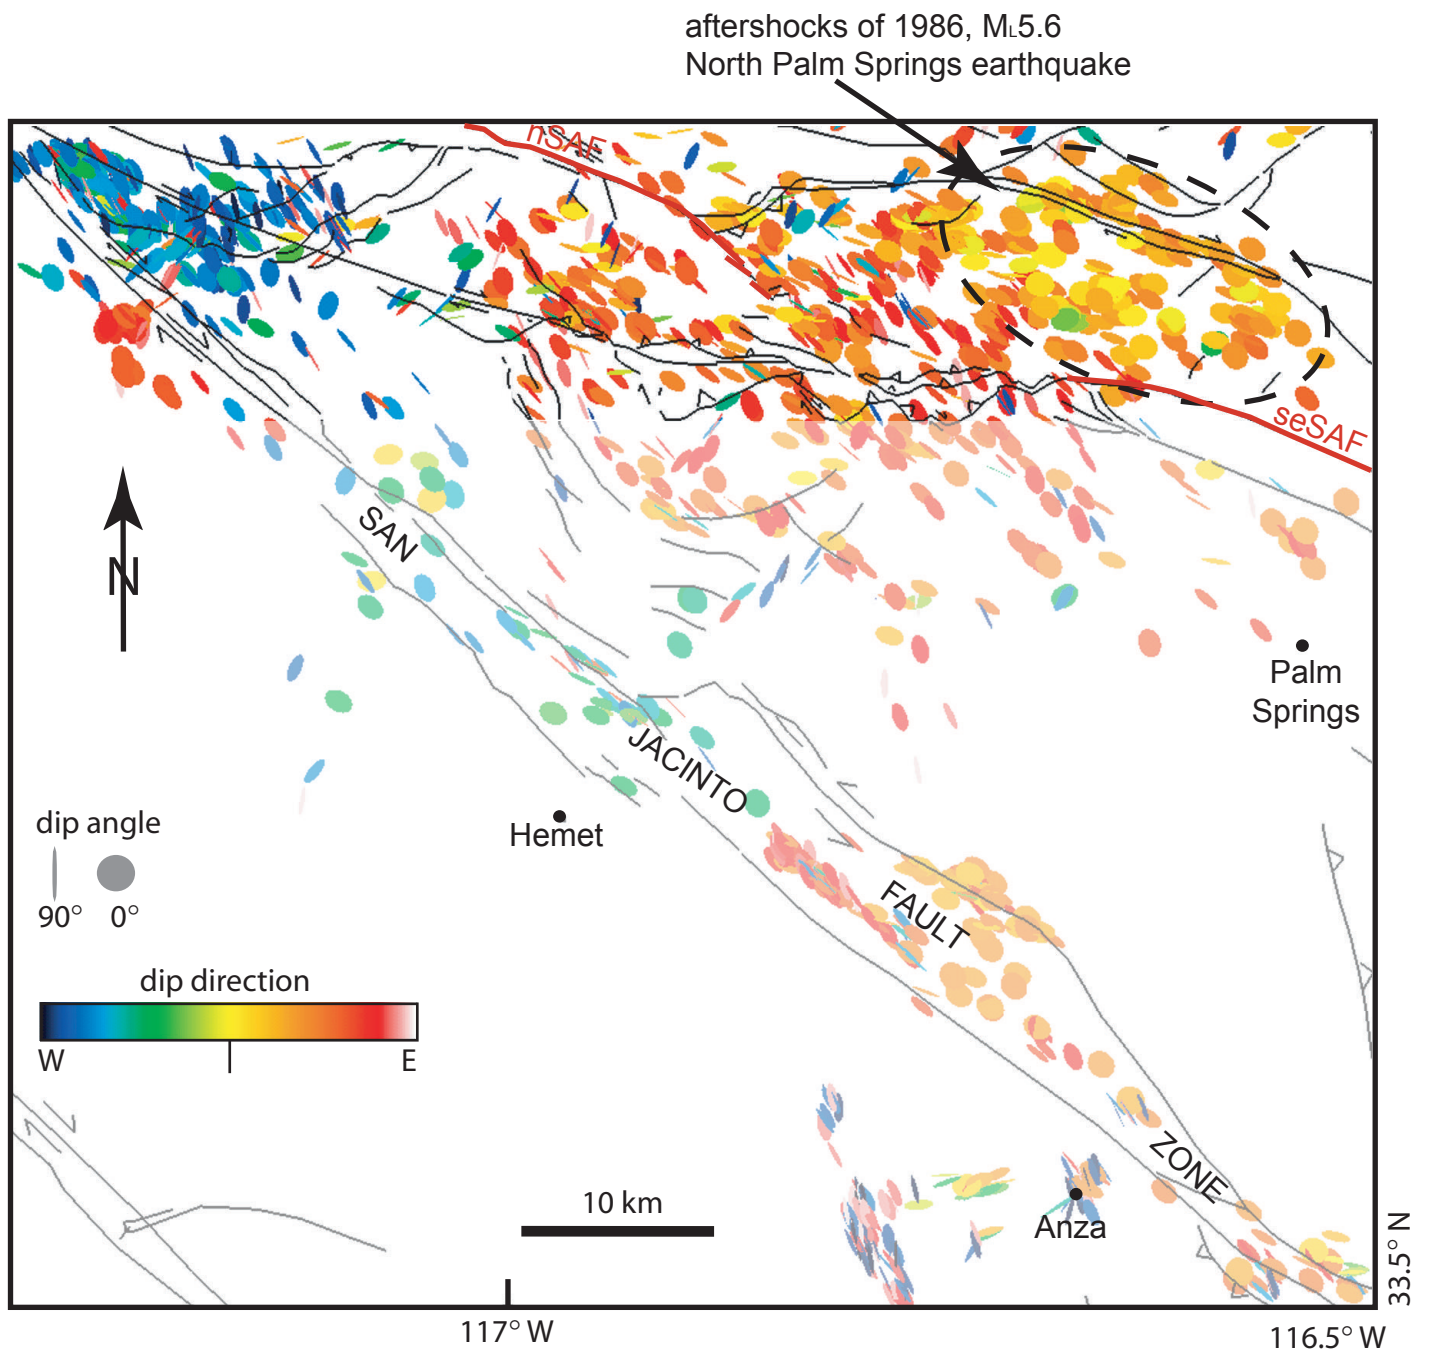 aftershocks of 1986, ML5.6
North Palm Springs earthquake
nSAF
seSAF
SAN
N
Palm
Springs
JACINTO
dip angle
Hemet
90° 0°
FAULT
dip direction
W E
ZONE
10 km
Anza
33.5° N
117° W
116.5° W